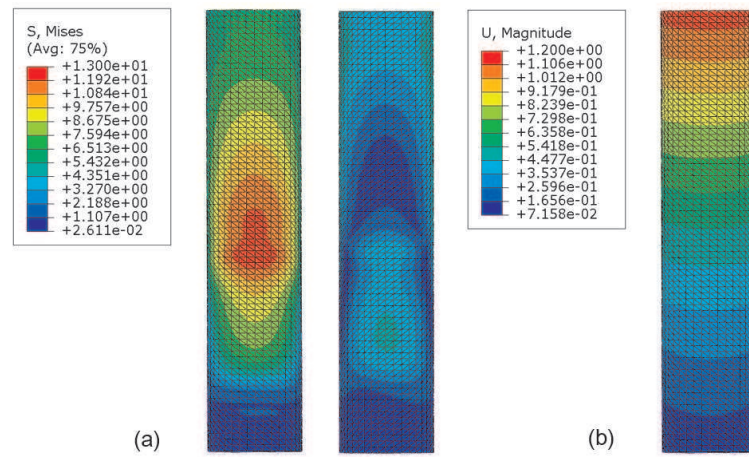 S, Mises
(Avg: 75%)
+1.300e+01
+1.192e+01
+1.084e+01
+9.757e+00
+8.675e+00
+7.594e+00
+6.513e+00
+5.432e+00
+4.351e+00
+3.270e+00
+2.188e+00
+1.107e+00
+2.611e-02
(a)
U, Magnitude
+1.200e+00
+1.106e+00
+1.012e+00
+9.179e-01
+8.239e-01
+7.298e-01
+6.358e-01
+5.418e-01
+4.477e-01
+3.537e-01
+2.596e-01
+1.656e-01
+7.158e-02
(b)